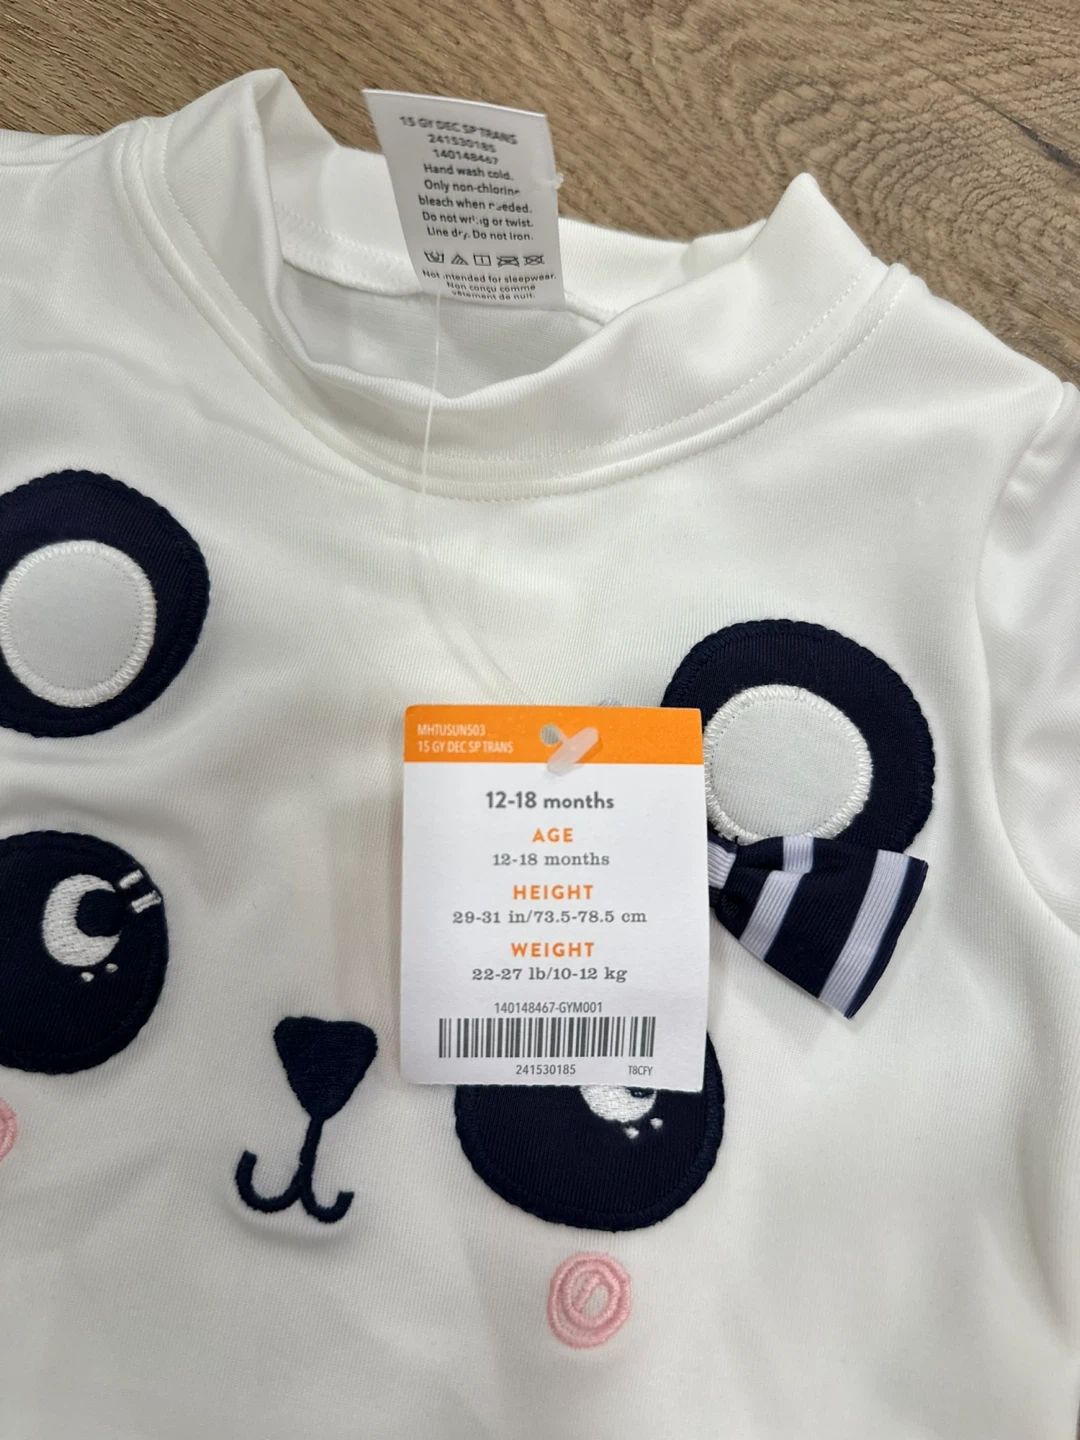 15 GY DEC SP TRANS
241530185
140148467
Hand wash cold.
Only non-chlorine
bleach when needed.
Do not wring or twist.
Line dry. Do not iron.
Not intended for sleepwear.
Non conçu comme
vêtement de nuit.
MHTUSUN503
15 GY DEC SP TRANS
12-18 months
AGE
12-18 months
HEIGHT
29-31 in/73.5-78.5 cm
WEIGHT
22-27 lb/10-12 kg
140148467-GYM001
241530185 T8CFY